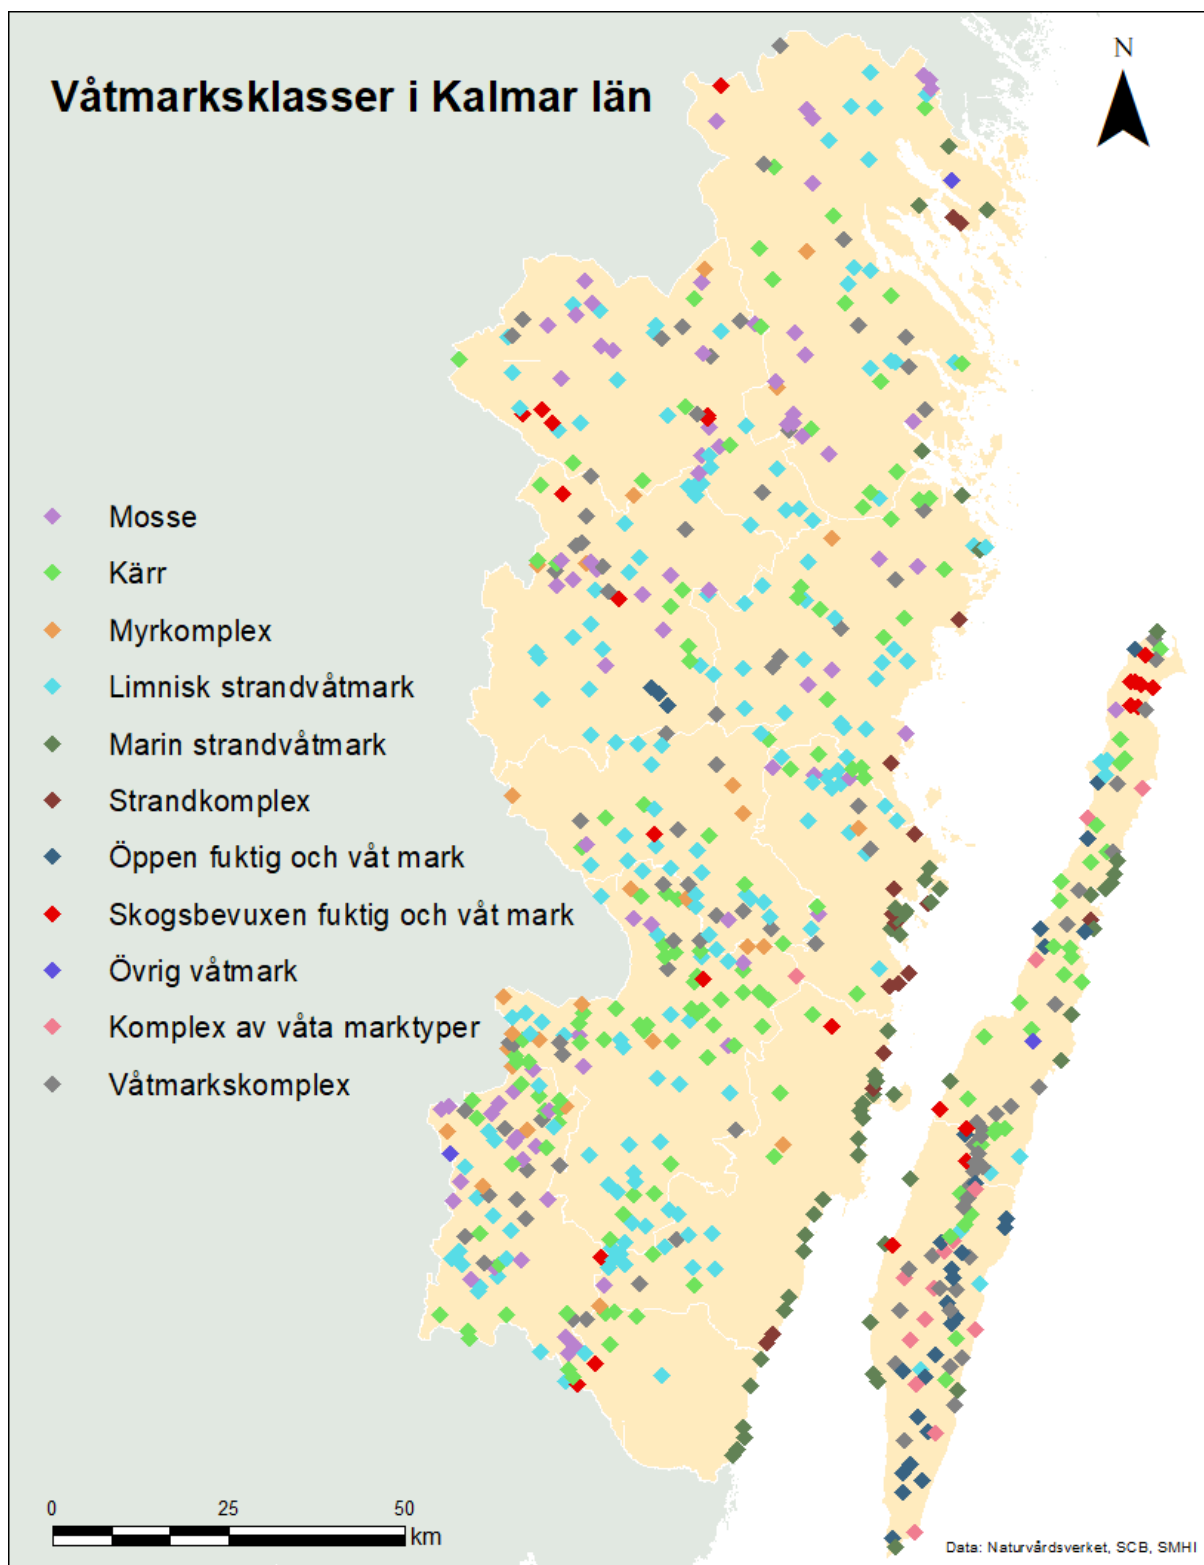 Våtmarksklasser i Kalmar län
N
Mosse
Kärr
Myrkomplex
Limnisk strandvåtmark
Marin strandvåtmark
Strandkomplex
Öppen fuktig och våt mark
Skogsbevuxen fuktig och våt mark
Övrig våtmark
Komplex av våta marktyper
Våtmarkskomplex
0 25 50
km
Data: Naturvårdsverket, SCB, SMHI